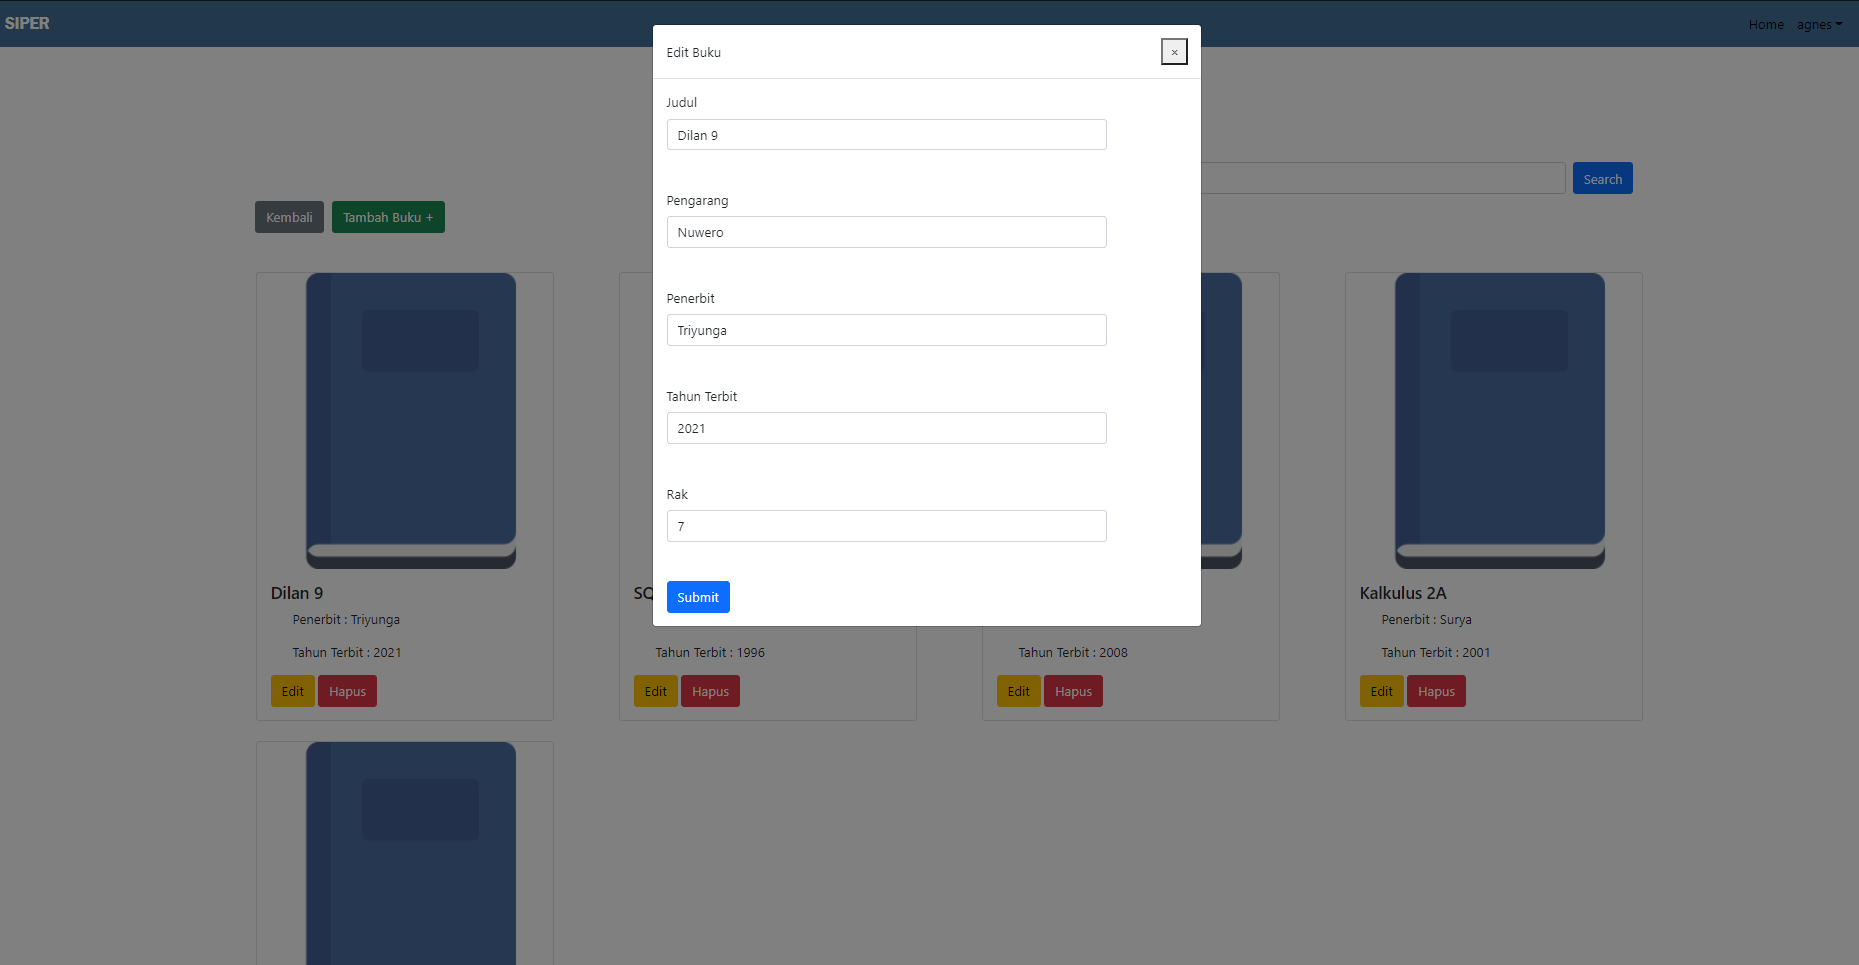 SIPER
Home agnes
Edit Buku
×
Judul
Dilan 9
Pengarang
Nuwero
Penerbit
Triyunga
Tahun Terbit
2021
Rak
7
Submit
Search
Kembali Tambah Buku +
Dilan 9
Penerbit : Triyunga
Tahun Terbit : 2021
Edit Hapus
Tahun Terbit : 1996
Edit Hapus
Tahun Terbit : 2008
Edit Hapus
Kalkulus 2A
Penerbit : Surya
Tahun Terbit : 2001
Edit Hapus